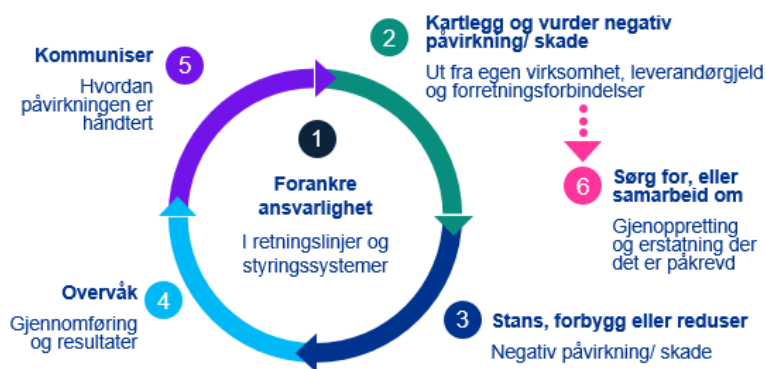 1
Forankre
ansvarlighet
I retningslinjer og
styringssystemer
2
Kartlegg og vurder negativ
påvirkning/ skade
Ut fra egen virksomhet, leverandørgjeld
og forretningsforbindelser
3
Stans, forbygg eller reduser
Negativ påvirkning/ skade
4
Overvåk
Gjennomføring
og resultater
5
Kommuniser
Hvordan
påvirkningen er
håndtert
6
Sørg for, eller
samarbeid om
Gjenoppretting
og erstatning der
det er påkrevd